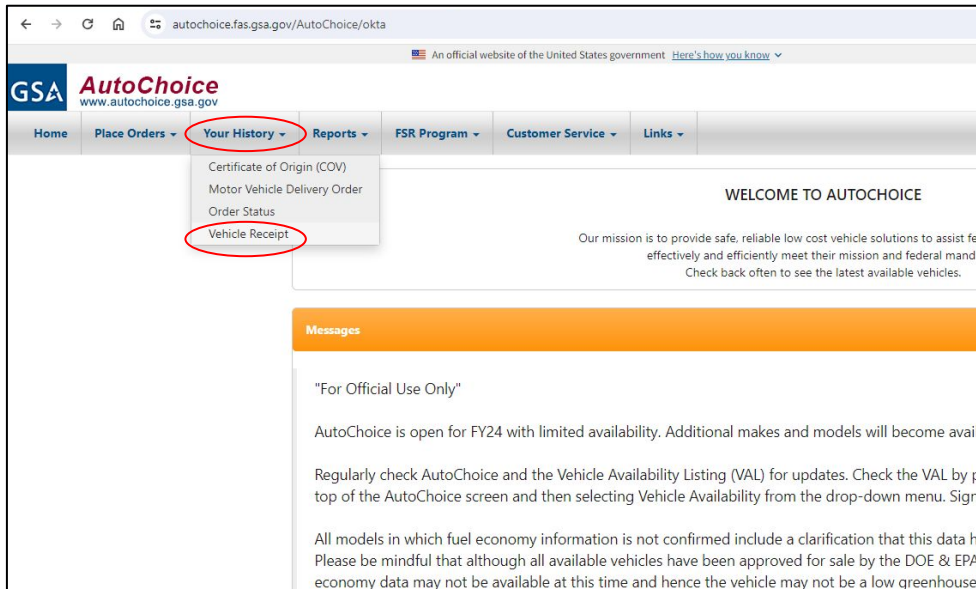 autochoice.fas.gsa.gov/AutoChoice/okta
An official website of the United States government Here's how you know
GSA AutoChoice
www.autochoice.gsa.gov
Home Place Orders Your History Reports FSR Program Customer Service Links
Certificate of Origin (COV)
Motor Vehicle Delivery Order
Order Status
Vehicle Receipt
WELCOME TO AUTOCHOICE
Our mission is to provide safe, reliable low cost vehicle solutions to assist fe
effectively and efficiently meet their mission and federal mand
Check back often to see the latest available vehicles.
Messages
"For Official Use Only"
AutoChoice is open for FY24 with limited availability. Additional makes and models will become avai
Regularly check AutoChoice and the Vehicle Availability Listing (VAL) for updates. Check the VAL by p
top of the AutoChoice screen and then selecting Vehicle Availability from the drop-down menu. Sign
All models in which fuel economy information is not confirmed include a clarification that this data h
Please be mindful that although all available vehicles have been approved for sale by the DOE & EPA
economy data may not be available at this time and hence the vehicle may not be a low greenhouse